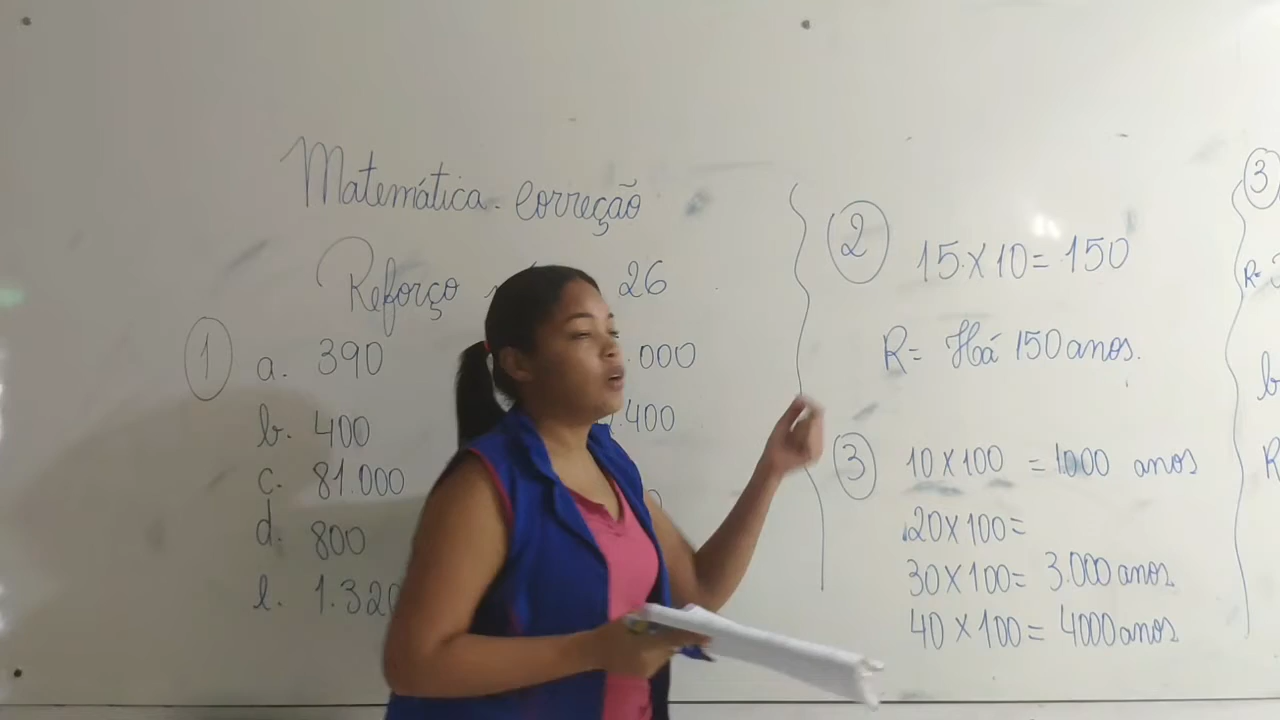 Matemática. Correção
Reforço 26
1 a. 390
b. 400
c. 81.000
d. 800
e. 1.320
.000
.400
2 15 x 10 = 150
R= Há 150 anos.
3 10 x 100 = 1000 anos
20 x 100 =
30 x 100 = 3.000 anos
40 x 100 = 4000 anos
3
R=
b
R